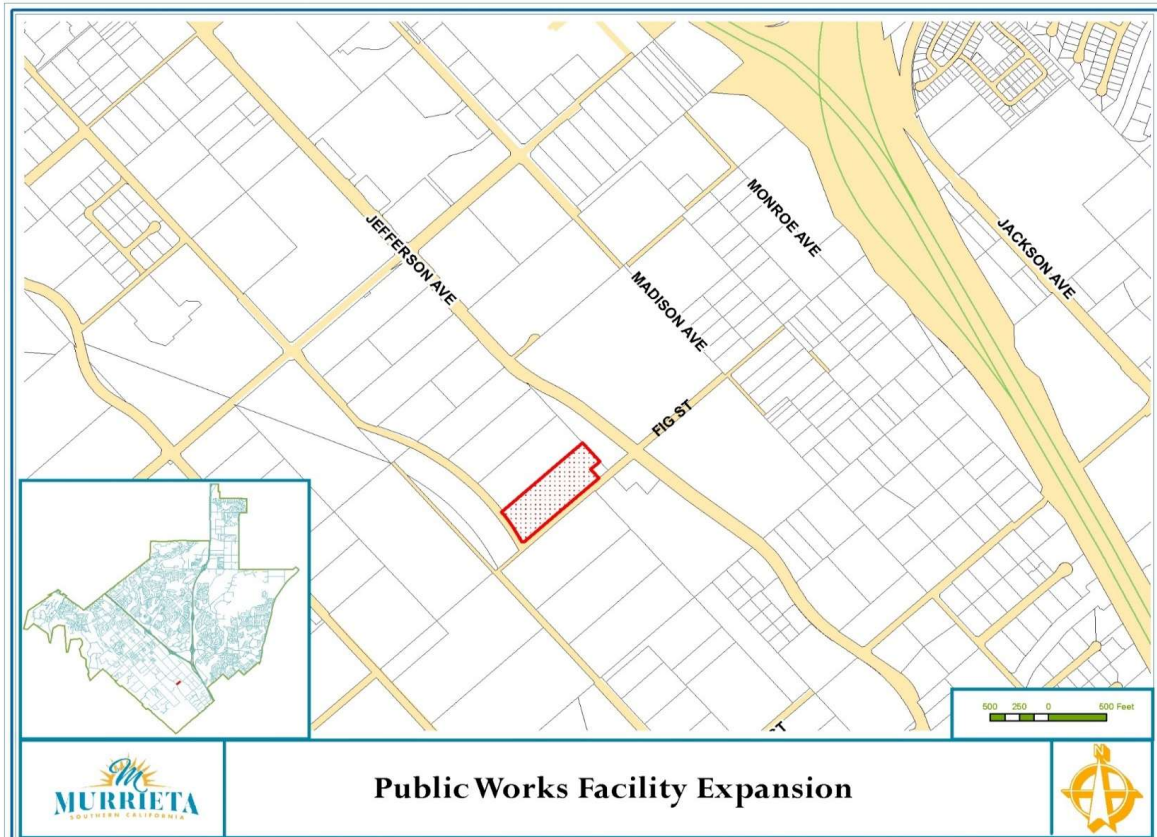 JEFFERSON AVE
MONROE AVE
MADISON AVE
JACKSON AVE
FIG ST
ST
500 250 0 500 Feet
M
MURRIETA
SOUTHERN CALIFORNIA
Public Works Facility Expansion
N